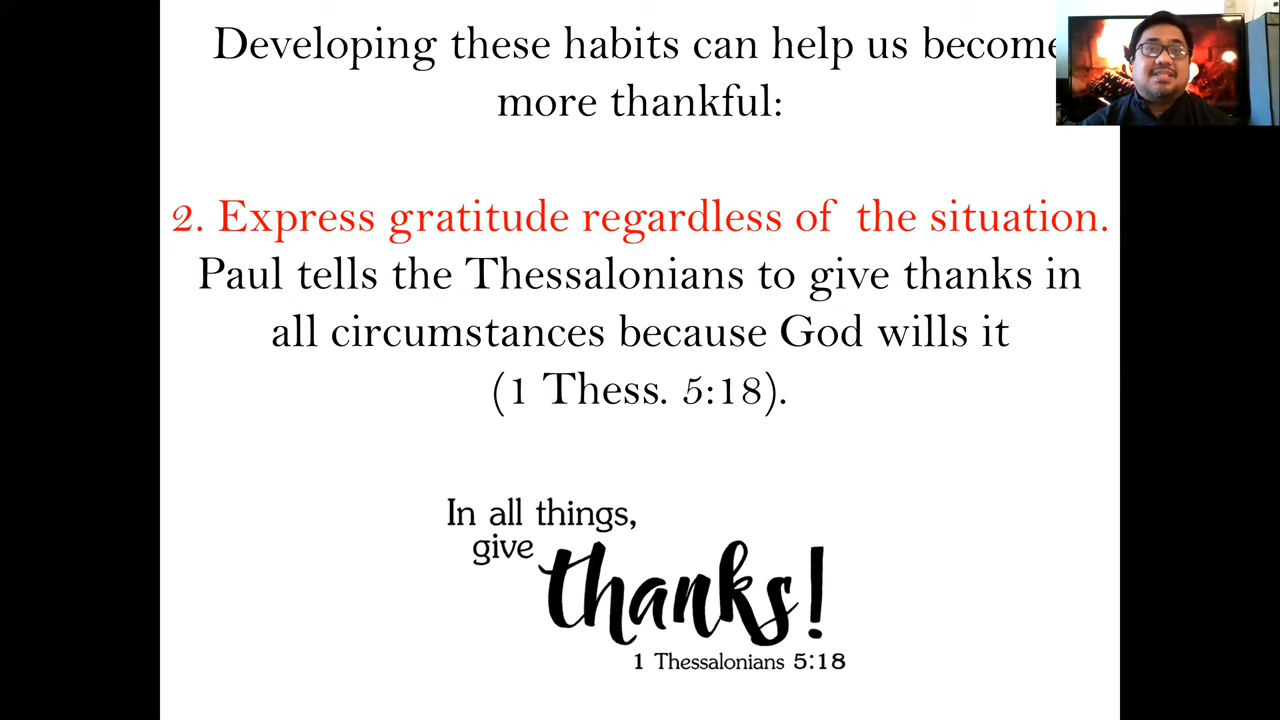 Developing these habits can help us become
more thankful:
2. Express gratitude regardless of the situation.
Paul tells the Thessalonians to give thanks in
all circumstances because God wills it
(1 Thess. 5:18).
In all things,
give thanks!
1 Thessalonians 5:18